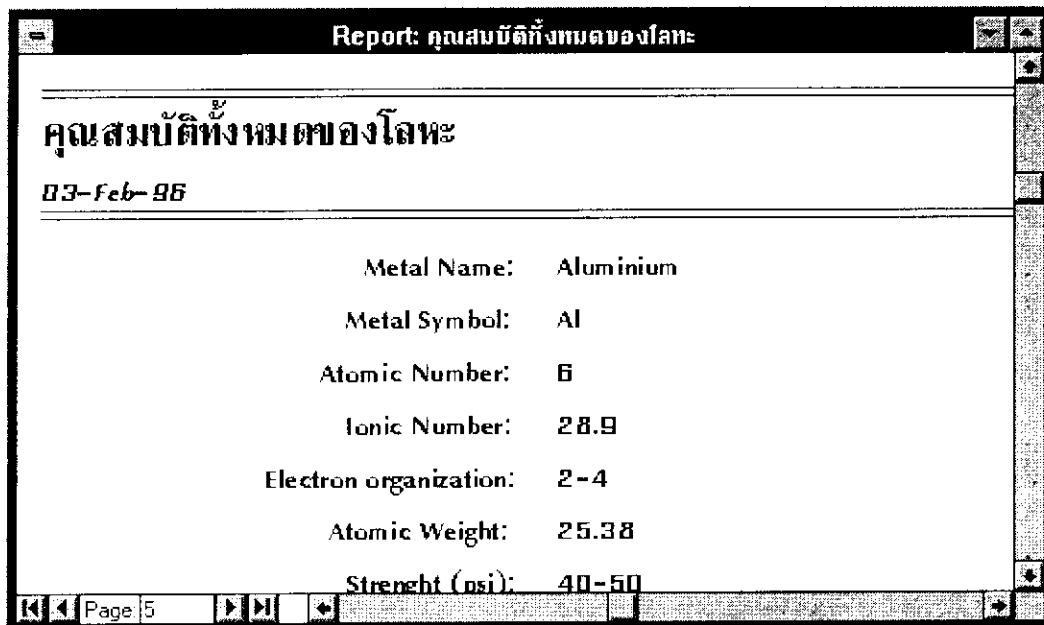 Report: คุณสมบัติทั้งหมดของโลหะ
คุณสมบัติทั้งหมดของโลหะ
03-Feb-96
Metal Name: Aluminium
Metal Symbol: Al
Atomic Number: 6
Ionic Number: 28.9
Electron organization: 2-4
Atomic Weight: 25.38
Strenght (psi): 40-50
Page: 5